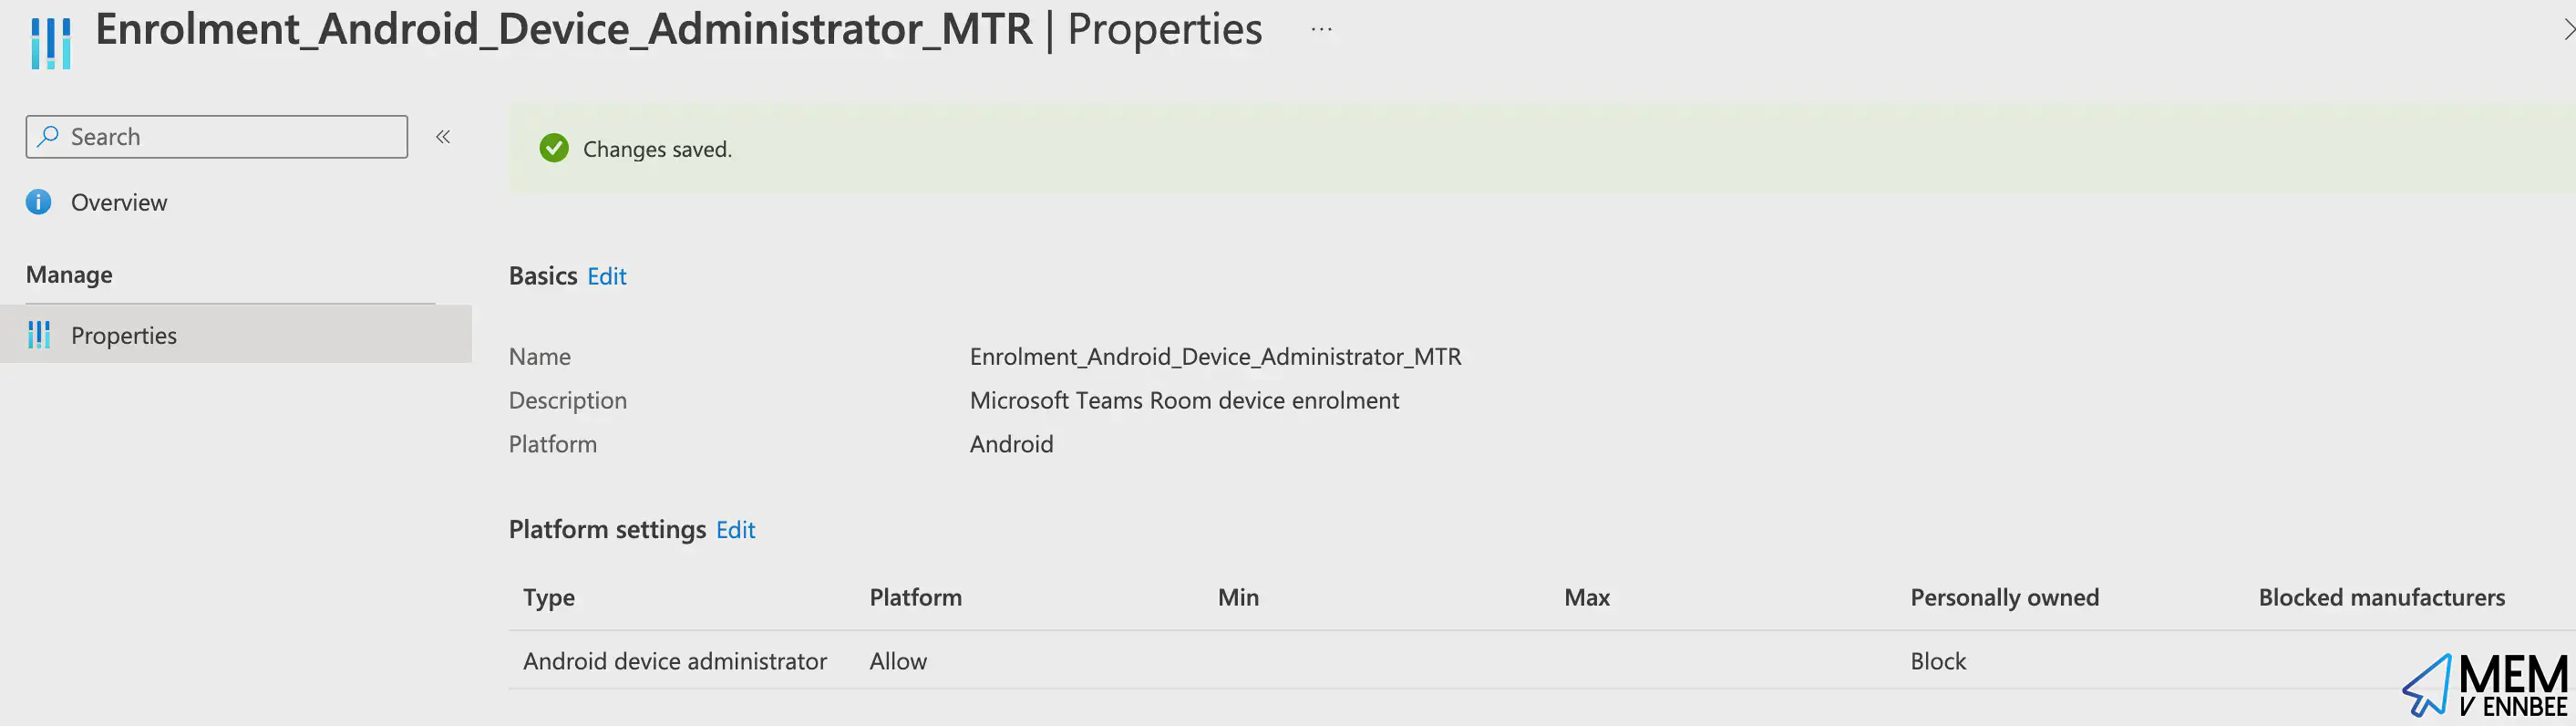 Enrolment_Android_Device_Administrator_MTR | Properties ...
Search
Overview
Manage
Properties
Changes saved.
Basics Edit
Name Enrolment_Android_Device_Administrator_MTR
Description Microsoft Teams Room device enrolment
Platform Android
Platform settings Edit
Type Platform Min Max Personally owned Blocked manufacturers
Android device administrator Allow Block
MEM
V ENNBEE